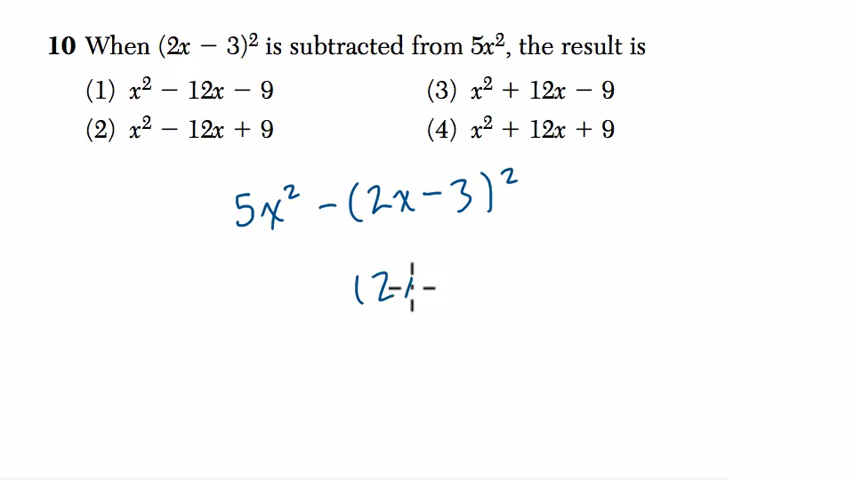 10 When (2x − 3)² is subtracted from 5x², the result is
(1) x² − 12x − 9 (3) x² + 12x − 9
(2) x² − 12x + 9 (4) x² + 12x + 9
5x² − (2x − 3)²
(2